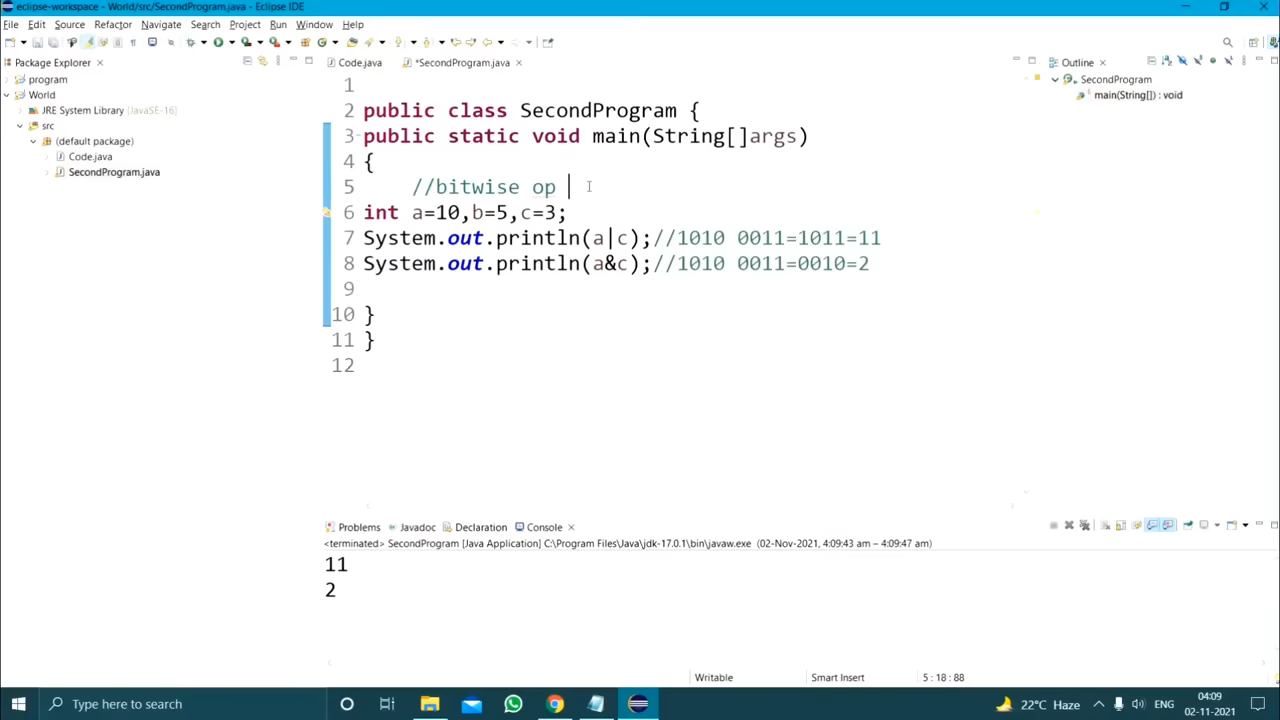 eclipse-workspace - World/src/SecondProgram.java - Eclipse IDE
File Edit Source Refactor Navigate Search Project Run Window Help
Package Explorer
Code.java
*SecondProgram.java
Outline
program
World
JRE System Library [JavaSE-16]
src
(default package)
Code.java
SecondProgram.java
1
2 public class SecondProgram {
3 public static void main(String[]args)
4 {
5 //bitwise op
6 int a=10,b=5,c=3;
7 System.out.println(a|c);//1010 0011=1011=11
8 System.out.println(a&c);//1010 0011=0010=2
9
10 }
11 }
12
SecondProgram
main(String[]) : void
Problems Javadoc Declaration Console
<terminated> SecondProgram [Java Application] C:\Program Files\Java\jdk-17.0.1\bin\javaw.exe (02-Nov-2021, 4:09:43 am – 4:09:47 am)
11
2
Writable Smart Insert 5 : 18 : 88
Type here to search
22°C Haze
04:09
02-11-2021